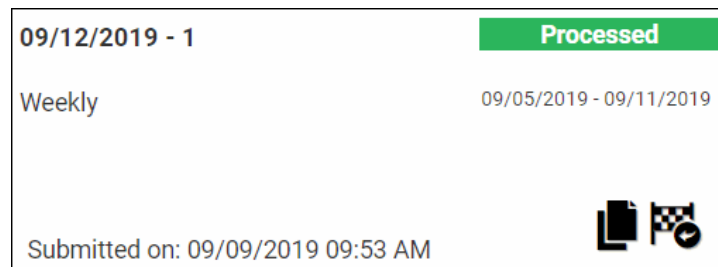 09/12/2019 - 1
Processed
Weekly
09/05/2019 - 09/11/2019
Submitted on: 09/09/2019 09:53 AM